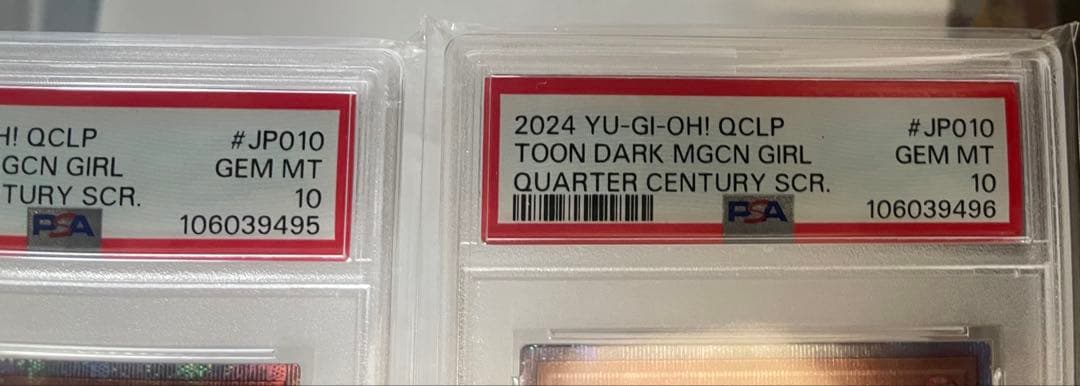 H! QCLP #JP010
GCN GIRL GEM MT
TURY SCR. 10
PSA 106039495
2024 YU-GI-OH! QCLP #JP010
TOON DARK MGCN GIRL GEM MT
QUARTER CENTURY SCR. 10
PSA 106039496